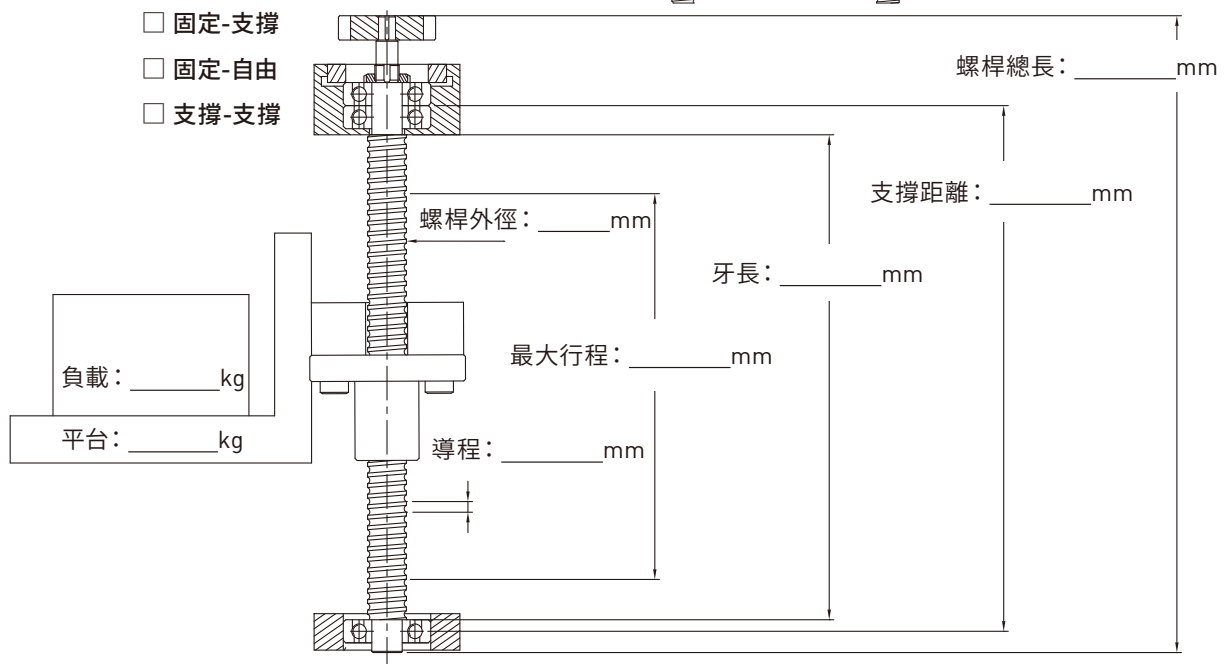 □ 固定-支撐
□ 固定-自由
□ 支撐-支撐
螺桿總長：________mm
支撐距離：________mm
螺桿外徑：______mm
牙長：________mm
最大行程：________mm
負載：_______kg
平台：_______kg
導程：________mm